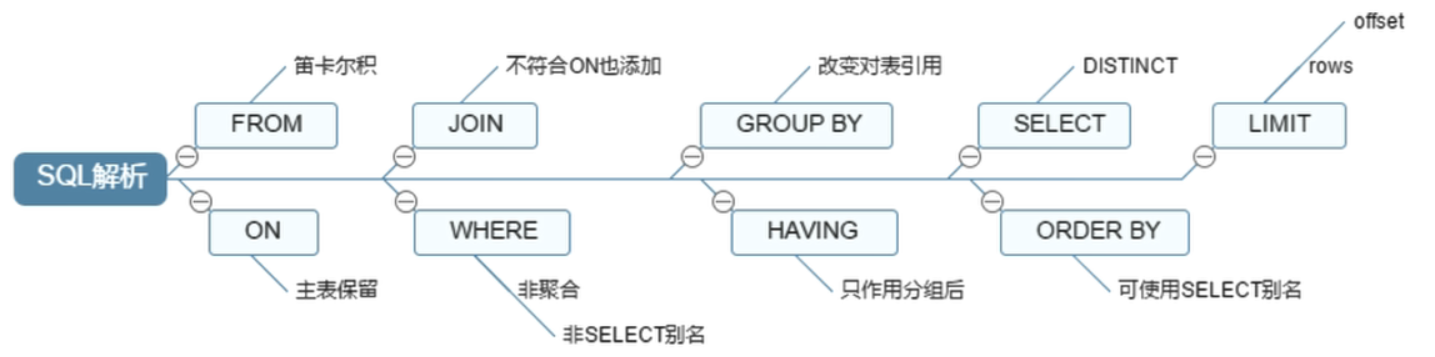 SQL解析
FROM
笛卡尔积
ON
主表保留
JOIN
不符合ON也添加
WHERE
非聚合
非SELECT别名
GROUP BY
改变对表引用
HAVING
只作用分组后
SELECT
DISTINCT
ORDER BY
可使用SELECT别名
LIMIT
offset
rows